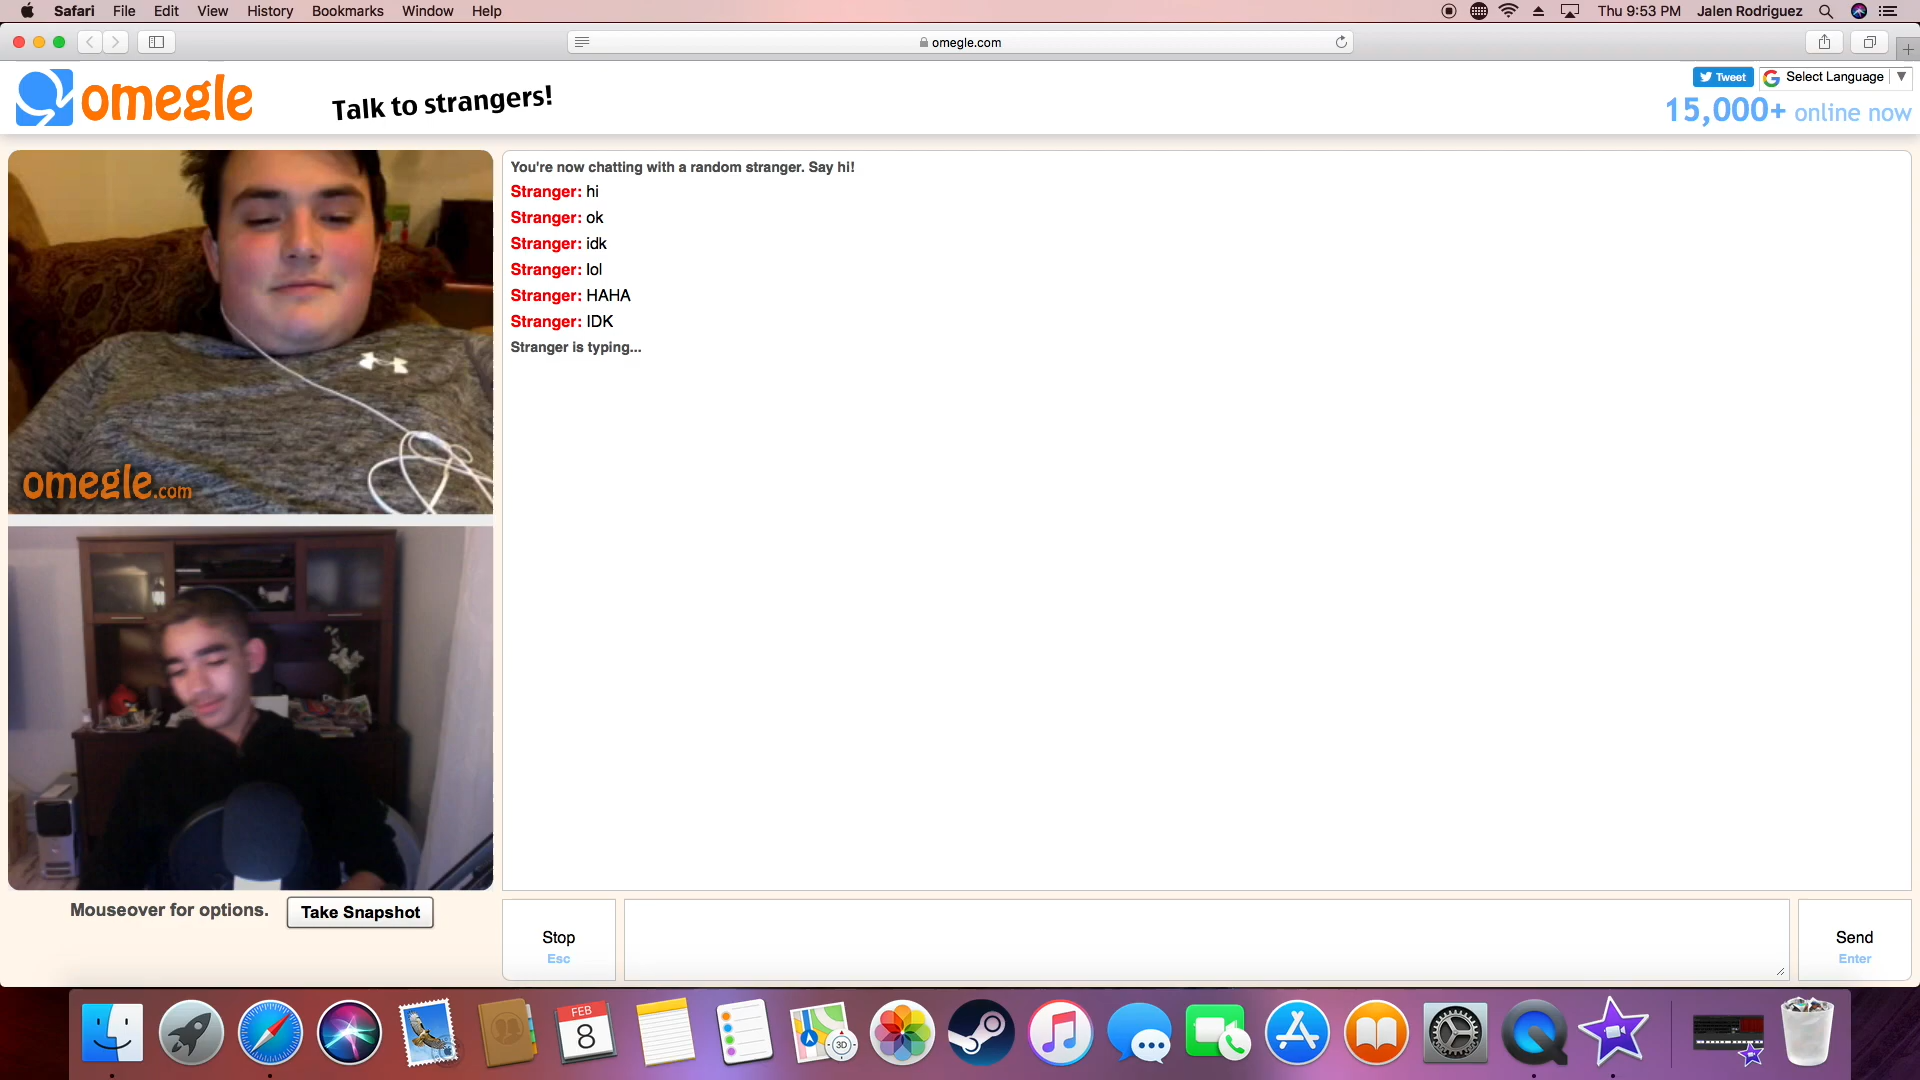 Safari File Edit View History Bookmarks Window Help Thu 9:53 PM Jalen Rodriguez
omegle.com
omegle Talk to strangers! Tweet Select Language
15,000+ online now
omegle.com
You're now chatting with a random stranger. Say hi!
Stranger: hi
Stranger: ok
Stranger: idk
Stranger: lol
Stranger: HAHA
Stranger: IDK
Stranger is typing...
Mouseover for options. Take Snapshot
Stop
Esc
Send
Enter
FEB
8
3D